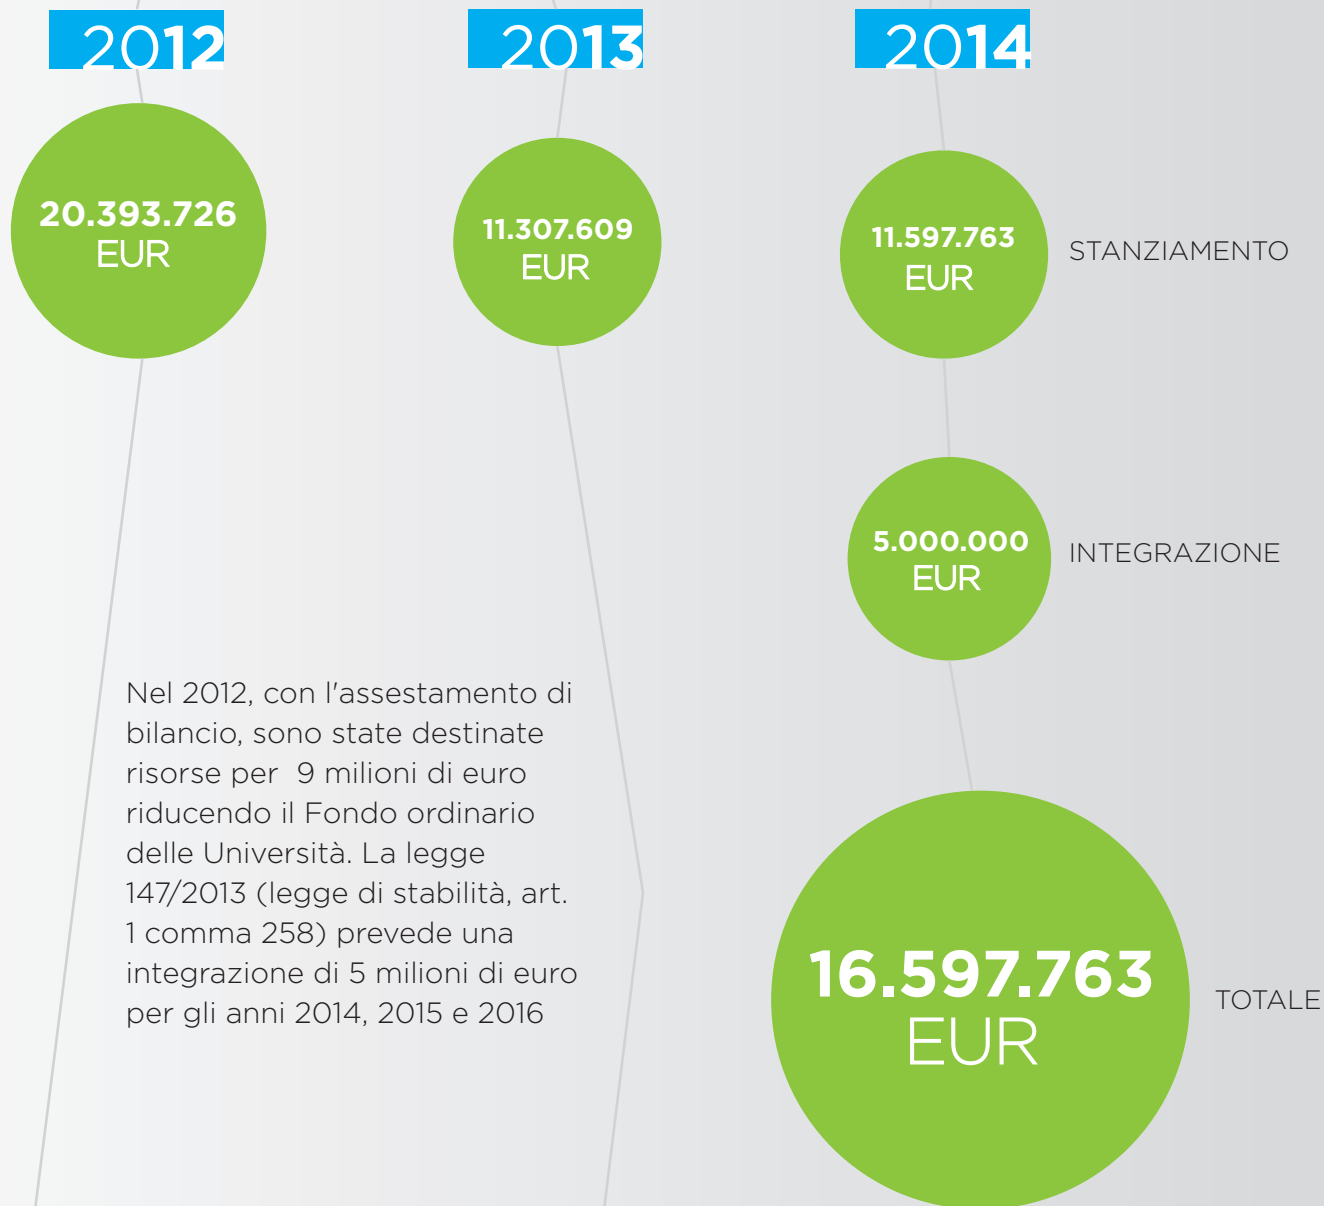 2012
2013
2014
20.393.726
EUR
11.307.609
EUR
11.597.763
EUR
STANZIAMENTO
5.000.000
EUR
INTEGRAZIONE
Nel 2012, con l'assestamento di
bilancio, sono state destinate
risorse per  9 milioni di euro
riducendo il Fondo ordinario
delle Università. La legge
147/2013 (legge di stabilità, art.
1 comma 258) prevede una
integrazione di 5 milioni di euro
per gli anni 2014, 2015 e 2016
16.597.763
EUR
TOTALE